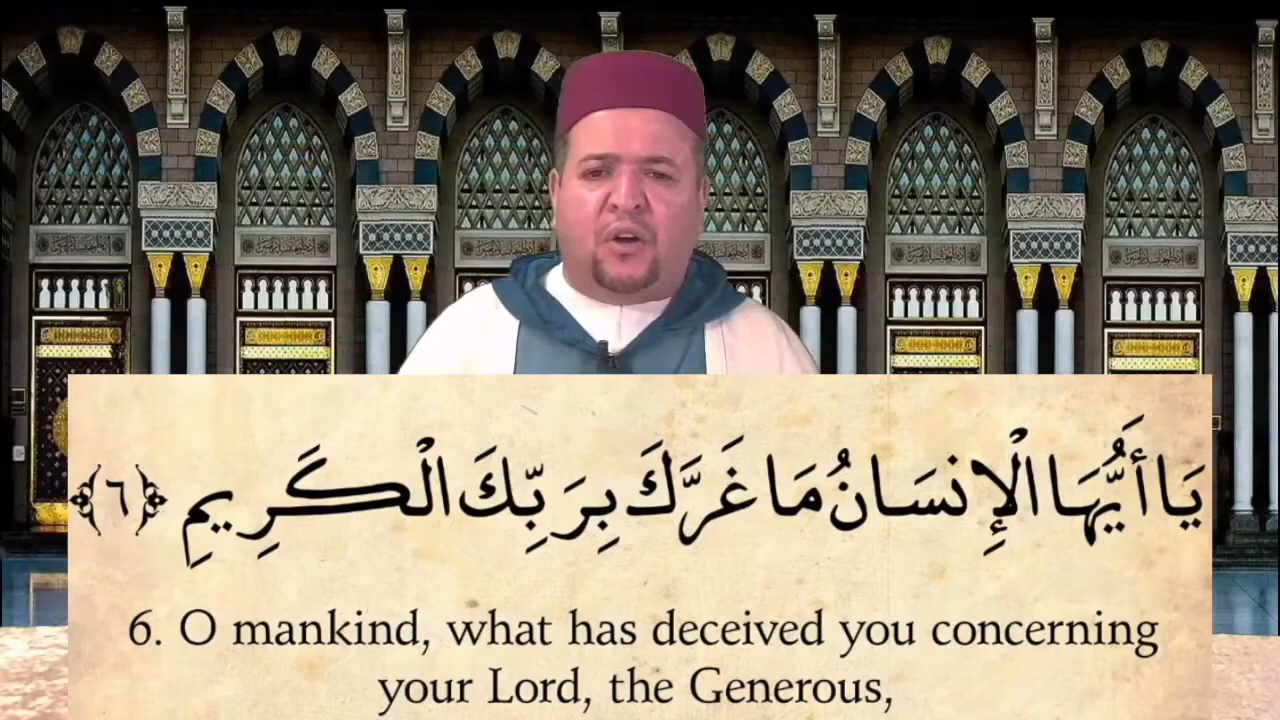 يَا أَيُّهَا الْإِنسَانُ مَا غَرَّكَ بِرَبِّكَ الْكَرِيمِ ﴿٦﴾
6. O mankind, what has deceived you concerning
your Lord, the Generous,